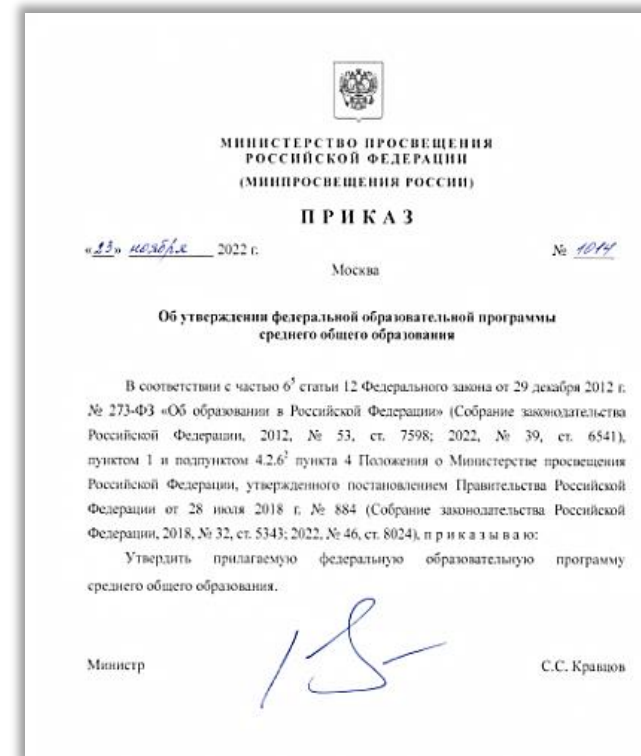 МИНИСТЕРСТВО ПРОСВЕЩЕНИЯ
РОССИЙСКОЙ ФЕДЕРАЦИИ
(МИНПРОСВЕЩЕНИЯ РОССИИ)
П Р И К А З
«23» ноября 2022 г. № 1014
Москва
Об утверждении федеральной образовательной программы
среднего общего образования
В соответствии с частью 6⁵ статьи 12 Федерального закона от 29 декабря 2012 г.
№ 273-ФЗ «Об образовании в Российской Федерации» (Собрание законодательства
Российской Федерации, 2012, № 53, ст. 7598; 2022, № 39, ст. 6541),
пунктом 1 и подпунктом 4.2.6² пункта 4 Положения о Министерстве просвещения
Российской Федерации, утвержденного постановлением Правительства Российской
Федерации от 28 июля 2018 г. № 884 (Собрание законодательства Российской
Федерации, 2018, № 32, ст. 5343; 2022, № 46, ст. 8024), п р и к а з ы в а ю:
Утвердить прилагаемую федеральную образовательную программу
среднего общего образования.
Министр С.С. Кравцов